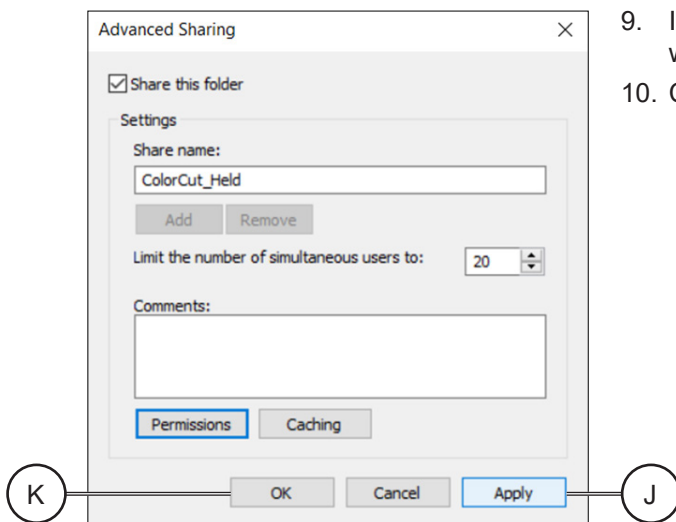 Advanced Sharing
Share this folder
Settings
Share name:
ColorCut_Held
Add Remove
Limit the number of simultaneous users to: 20
Comments:
Permissions Caching
K OK Cancel Apply J
9.
10.